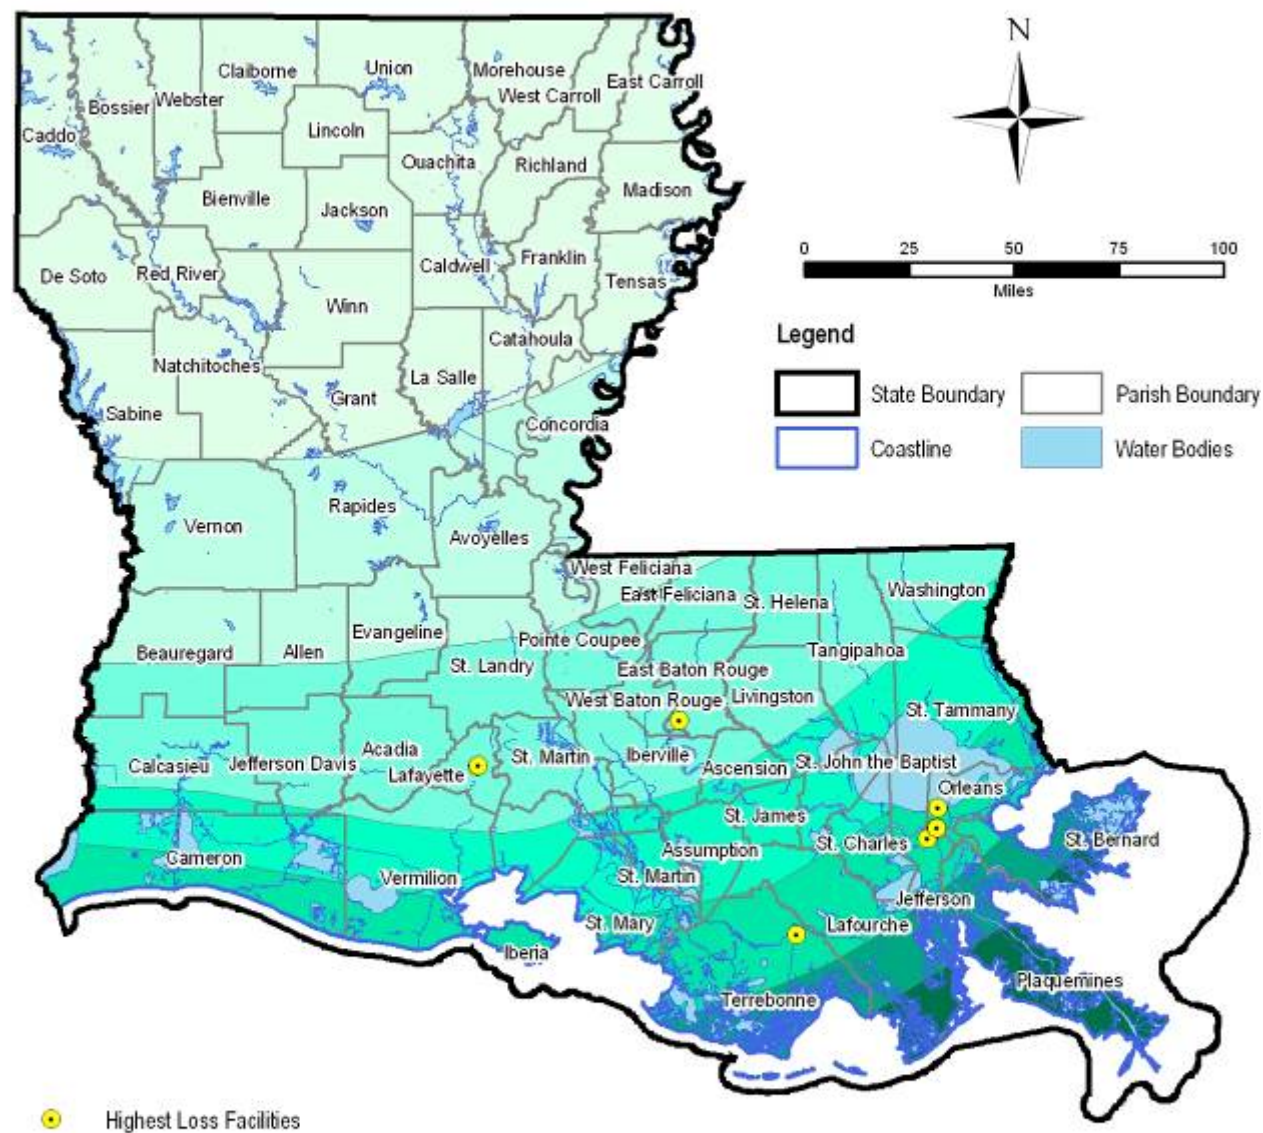 N
0 25 50 75 100
Miles
Legend
State Boundary
Parish Boundary
Coastline
Water Bodies
Claiborne
Union
Morehouse
East Carroll
West Carroll
Bossier
Webster
Caddo
Lincoln
Ouachita
Richland
Madison
Bienville
Jackson
De Soto
Red River
Caldwell
Franklin
Tensas
Winn
Catahoula
Natchitoches
La Salle
Grant
Sabine
Concordia
Vernon
Rapides
Avoyelles
West Feliciana
East Feliciana
St. Helena
Washington
Beauregard
Allen
Evangeline
Pointe Coupee
St. Landry
Tangipahoa
East Baton Rouge
West Baton Rouge
Livingston
St. Tammany
Calcasieu
Jefferson Davis
Acadia
Lafayette
St. Martin
Iberville
Ascension
St. John the Baptist
Orleans
St. James
St. Charles
St. Bernard
Cameron
Vermilion
Assumption
St. Martin
St. Mary
Jefferson
Lafourche
Iberia
Terrebonne
Plaquemines
Highest Loss Facilities